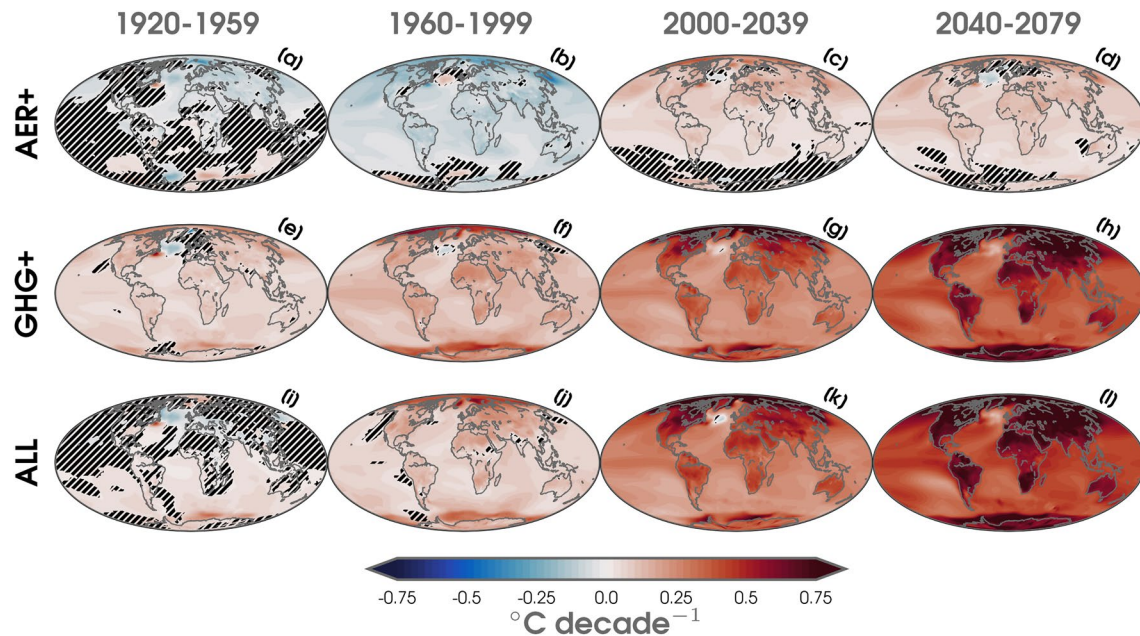 1920-1959 1960-1999 2000-2039 2040-2079
AER+ (a) (b) (c) (d)
GHG+ (e) (f) (g) (h)
ALL (i) (j) (k) (l)
-0.75 -0.5 -0.25 0.0 0.25 0.5 0.75
°C decade⁻¹